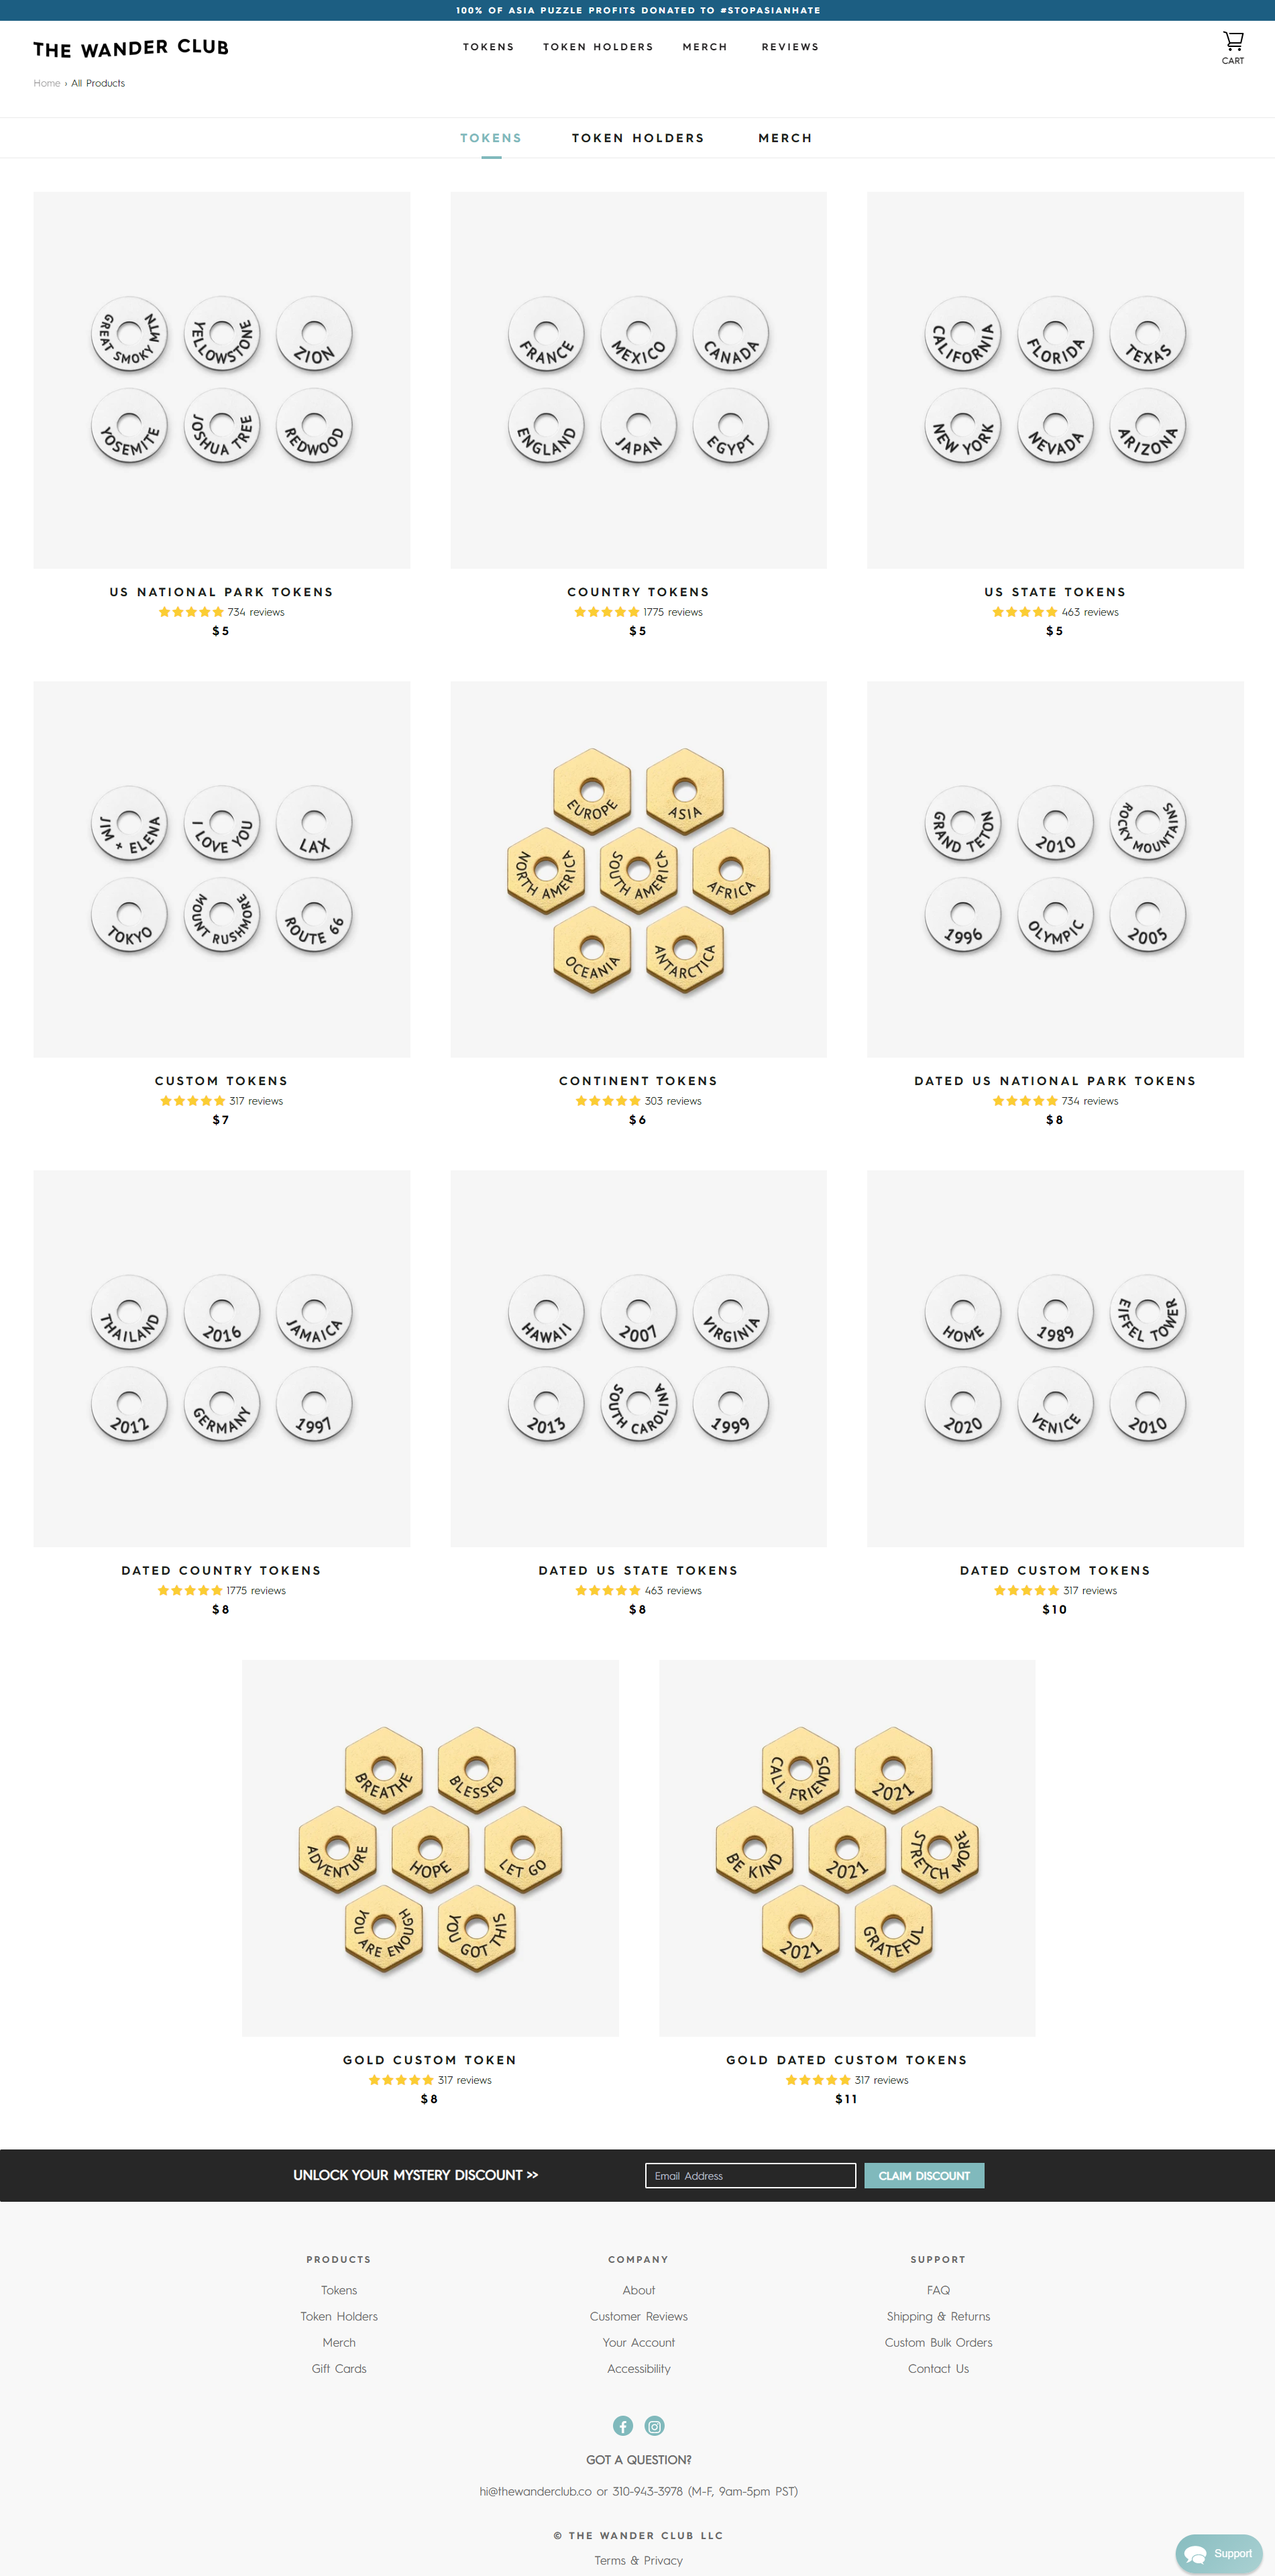 100% OF ASIA PUZZLE PROFITS DONATED TO #STOPASIANHATE
THE WANDER CLUB
TOKENS TOKEN HOLDERS MERCH REVIEWS
CART
Home › All Products
TOKENS TOKEN HOLDERS MERCH
GREAT SMOKY MTN YELLOWSTONE ZION
FRANCE MEXICO CANADA
CALIFORNIA FLORIDA TEXAS
YOSEMITE JOSHUA TREE REDWOOD
ENGLAND JAPAN EGYPT
NEW YORK NEVADA ARIZONA
US NATIONAL PARK TOKENS
734 reviews
$5
COUNTRY TOKENS
1775 reviews
$5
US STATE TOKENS
463 reviews
$5
JIM + ELENA I LOVE YOU LAX
TOKYO MOUNT RUSHMORE ROUTE 66
EUROPE ASIA
NORTH AMERICA SOUTH AMERICA AFRICA
OCEANIA ANTARCTICA
GRAND TETON 2010 ROCKY MOUNTAINS
1996 OLYMPIC 2005
CUSTOM TOKENS
317 reviews
$7
CONTINENT TOKENS
303 reviews
$6
DATED US NATIONAL PARK TOKENS
734 reviews
$8
THAILAND 2016 JAMAICA
2012 GERMANY 1997
HAWAII 2007 VIRGINIA
2013 SOUTH CAROLINA 1999
HOME 1989 EIFFEL TOWER
2020 VENICE 2010
DATED COUNTRY TOKENS
1775 reviews
$8
DATED US STATE TOKENS
463 reviews
$8
DATED CUSTOM TOKENS
317 reviews
$10
BREATHE BLESSED
ADVENTURE HOPE LET GO
YOU ARE ENOUGH YOU GOT THIS
CALL FRIENDS 2021
BE KIND 2021 STRETCH MORE
2021 GRATEFUL
GOLD CUSTOM TOKEN
317 reviews
$8
GOLD DATED CUSTOM TOKENS
317 reviews
$11
UNLOCK YOUR MYSTERY DISCOUNT >>
Email Address
CLAIM DISCOUNT
PRODUCTS
Tokens
Token Holders
Merch
Gift Cards
COMPANY
About
Customer Reviews
Your Account
Accessibility
SUPPORT
FAQ
Shipping & Returns
Custom Bulk Orders
Contact Us
GOT A QUESTION?
hi@thewanderclub.co or 310-943-3978 (M-F, 9am-5pm PST)
© THE WANDER CLUB LLC
Terms & Privacy
Support